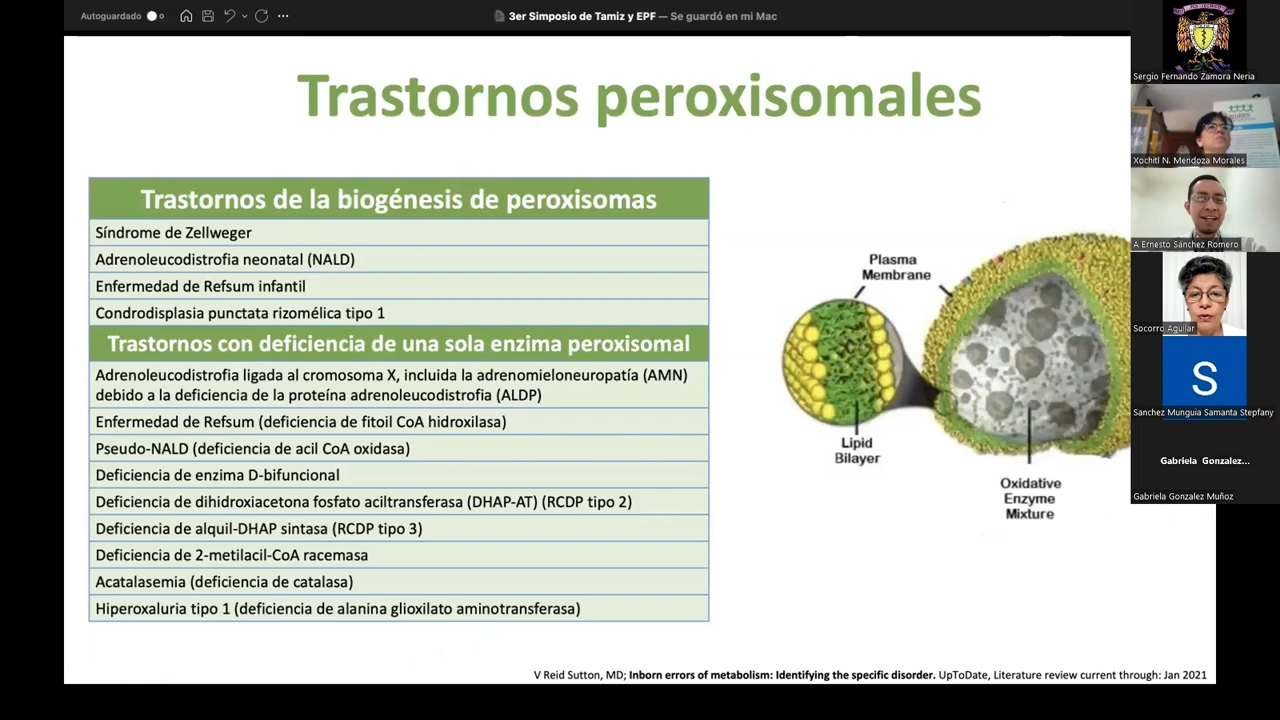 Autoguardado
3er Simposio de Tamiz y EPF — Se guardó en mi Mac
Trastornos peroxisomales
Trastornos de la biogénesis de peroxisomas
Síndrome de Zellweger
Adrenoleucodistrofia neonatal (NALD)
Enfermedad de Refsum infantil
Condrodisplasia punctata rizomélica tipo 1
Trastornos con deficiencia de una sola enzima peroxisomal
Adrenoleucodistrofia ligada al cromosoma X, incluida la adrenomieloneuropatía (AMN)
debido a la deficiencia de la proteína adrenoleucodistrofia (ALDP)
Enfermedad de Refsum (deficiencia de fitoil CoA hidroxilasa)
Pseudo-NALD (deficiencia de acil CoA oxidasa)
Deficiencia de enzima D-bifuncional
Deficiencia de dihidroxiacetona fosfato aciltransferasa (DHAP-AT) (RCDP tipo 2)
Deficiencia de alquil-DHAP sintasa (RCDP tipo 3)
Deficiencia de 2-metilacil-CoA racemasa
Acatalasemia (deficiencia de catalasa)
Hiperoxaluria tipo 1 (deficiencia de alanina glioxilato aminotransferasa)
Plasma
Membrane
Lipid
Bilayer
Oxidative
Enzyme
Mixture
V Reid Sutton, MD; Inborn errors of metabolism: Identifying the specific disorder. UpToDate, Literature review current through: Jan 2021
Sergio Fernando Zamora Neria
Xochitl N. Mendoza Morales
A Ernesto Sánchez Romero
Socorro Aguilar
S
Sanchez Munguia Samanta Stepfany
Gabriela Gonzalez...
Gabriela Gonzalez Muñoz